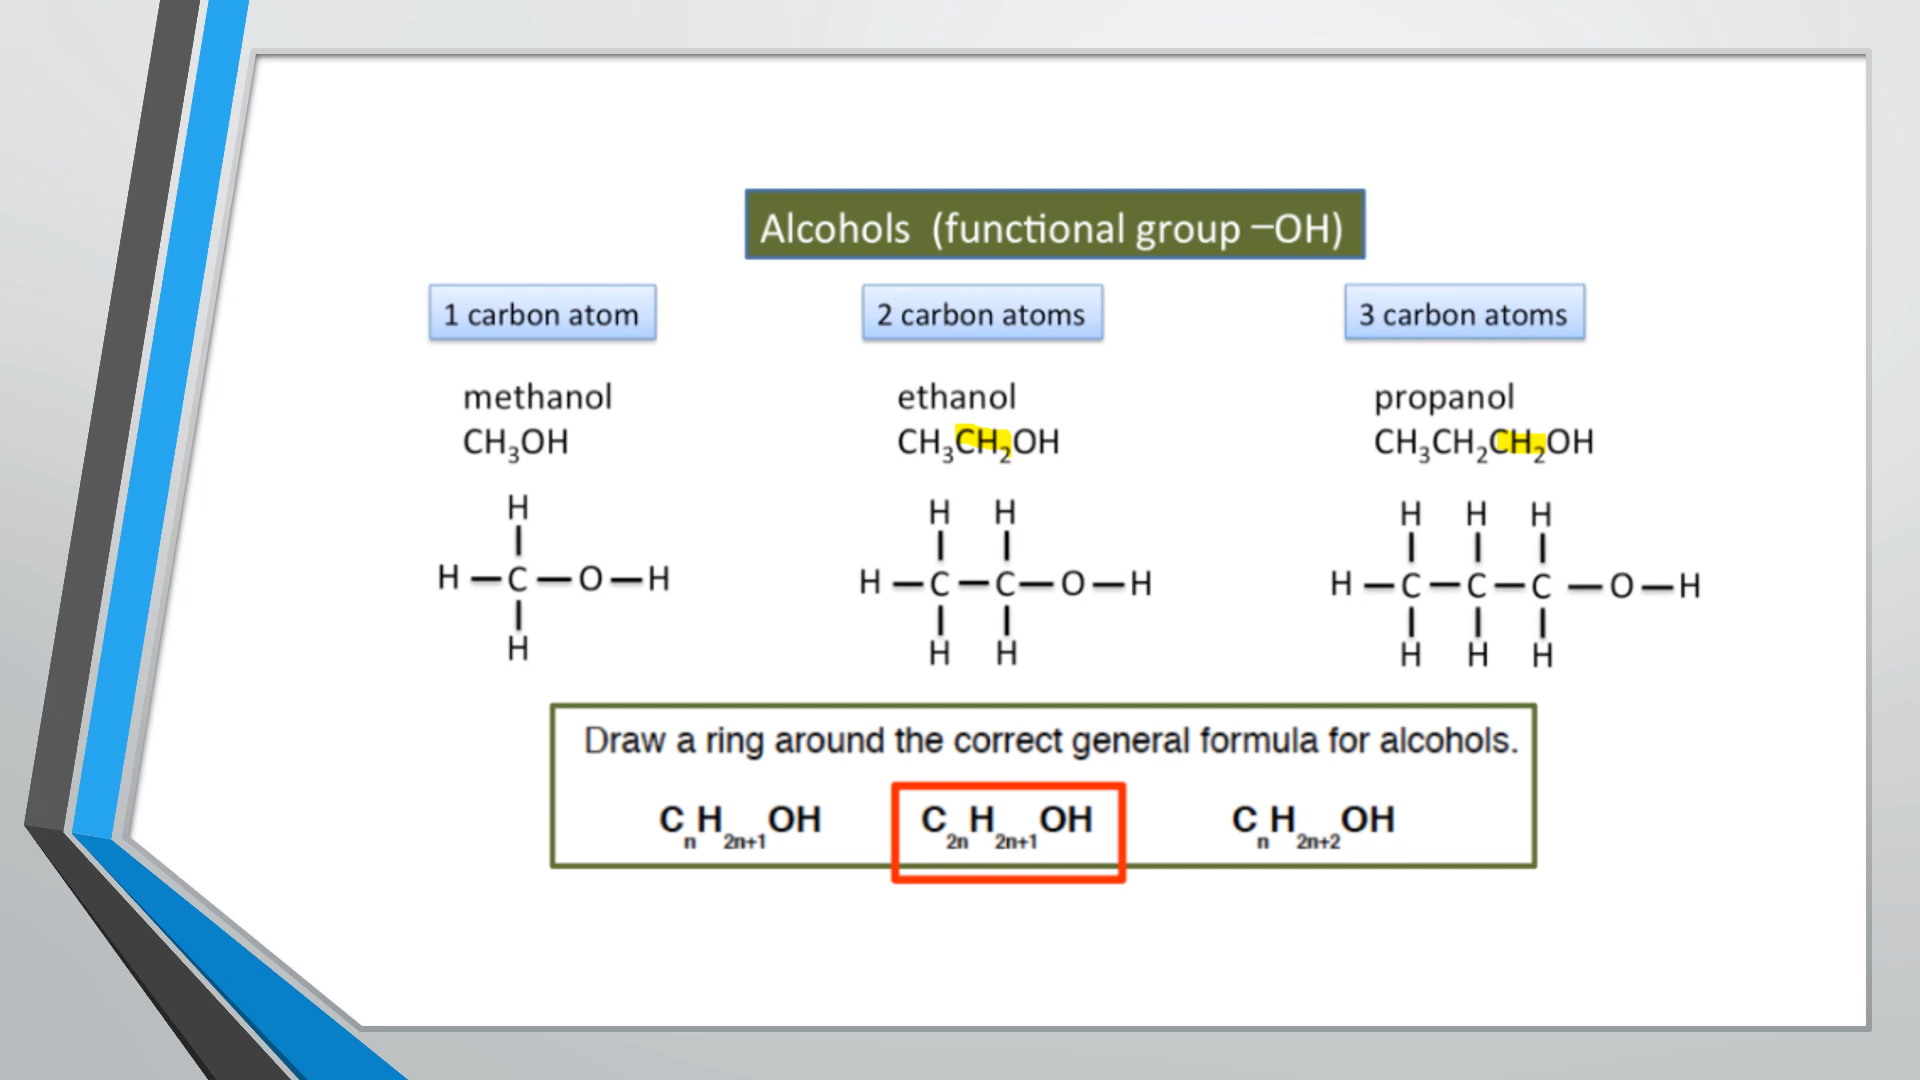 Alcohols (functional group –OH)
1 carbon atom
2 carbon atoms
3 carbon atoms
methanol
CH₃OH
ethanol
CH₃CH₂OH
propanol
CH₃CH₂CH₂OH
H
H – C – O – H
H
H H
H – C – C – O – H
H H
H H H
H – C – C – C – O – H
H H H
Draw a ring around the correct general formula for alcohols.
CₙH₂ₙ₊₁OH C₂ₙH₂ₙ₊₁OH CₙH₂ₙ₊₂OH